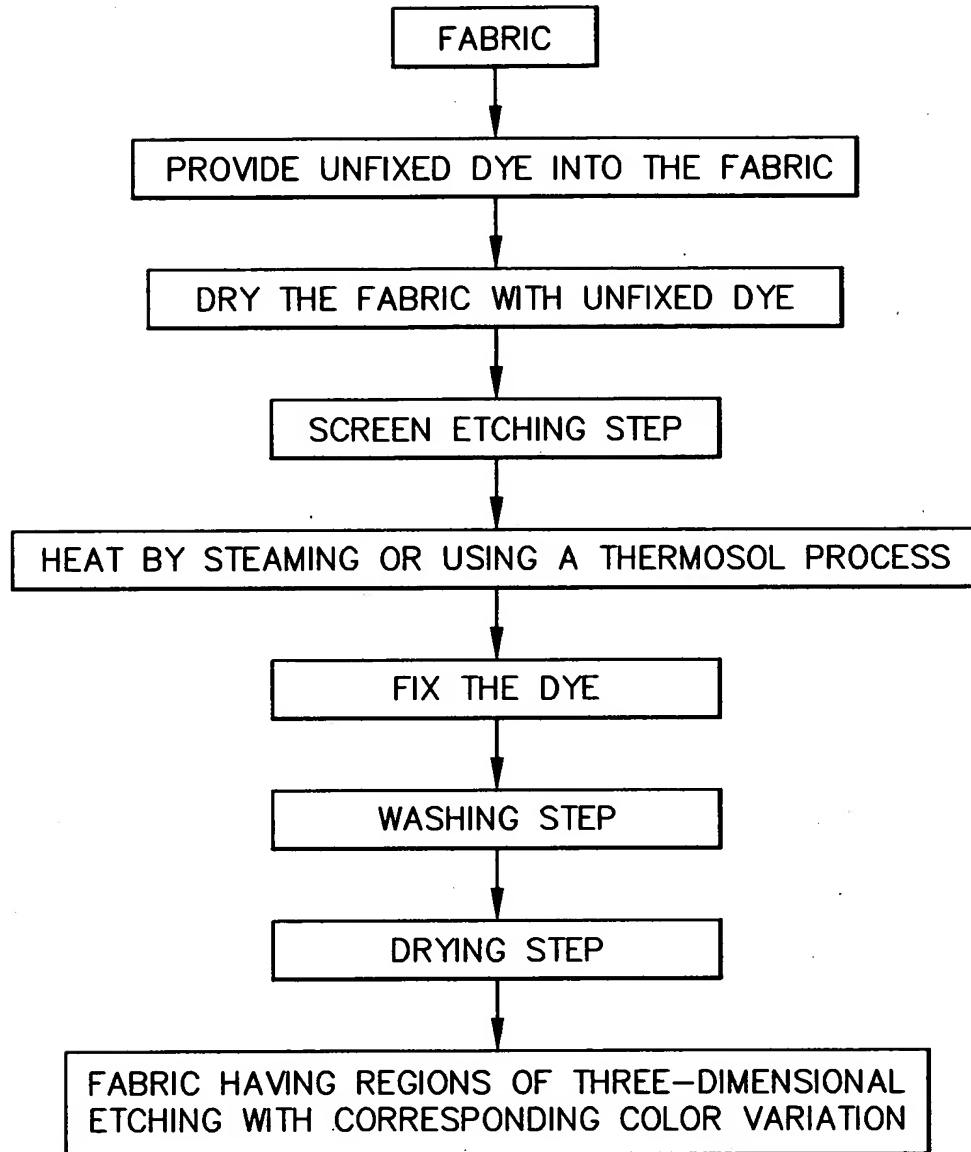 FABRIC
PROVIDE UNFIXED DYE INTO THE FABRIC
DRY THE FABRIC WITH UNFIXED DYE
SCREEN ETCHING STEP
HEAT BY STEAMING OR USING A THERMOSOL PROCESS
FIX THE DYE
WASHING STEP
DRYING STEP
FABRIC HAVING REGIONS OF THREE-DIMENSIONAL
ETCHING WITH CORRESPONDING COLOR VARIATION